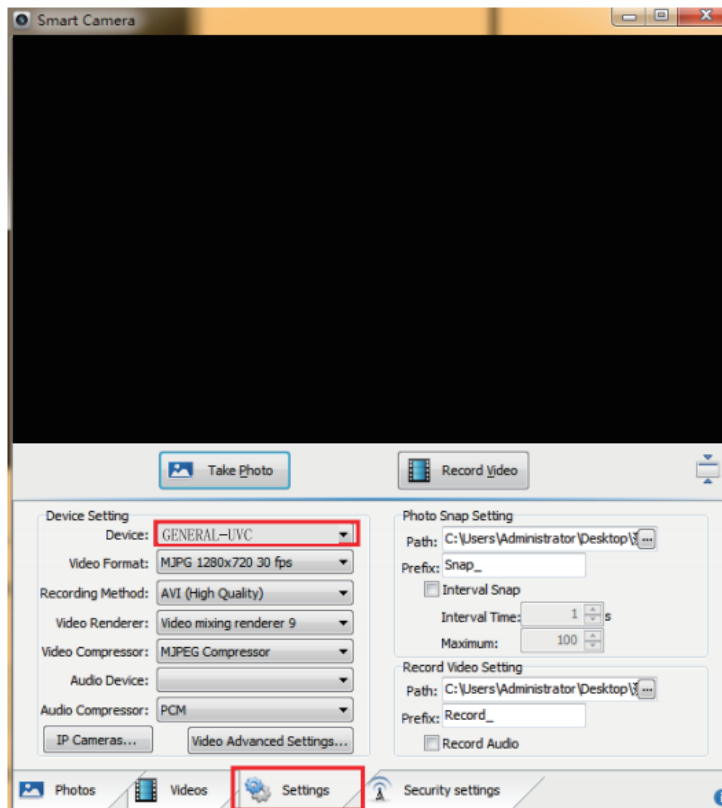 Smart Camera
Take Photo
Record Video
Device Setting
Device: GENERAL-UVC
Video Format: MJPG 1280x720 30 fps
Recording Method: AVI (High Quality)
Video Renderer: Video mixing renderer 9
Video Compressor: MJPEG Compressor
Audio Device:
Audio Compressor: PCM
IP Cameras...
Video Advanced Settings...
Photo Snap Setting
Path: C:\Users\Administrator\Desktop\
...
Prefix: Snap_
Interval Snap
Interval Time: 1 s
Maximum: 100
Record Video Setting
Path: C:\Users\Administrator\Desktop\
...
Prefix: Record_
Record Audio
Photos
Videos
Settings
Security settings